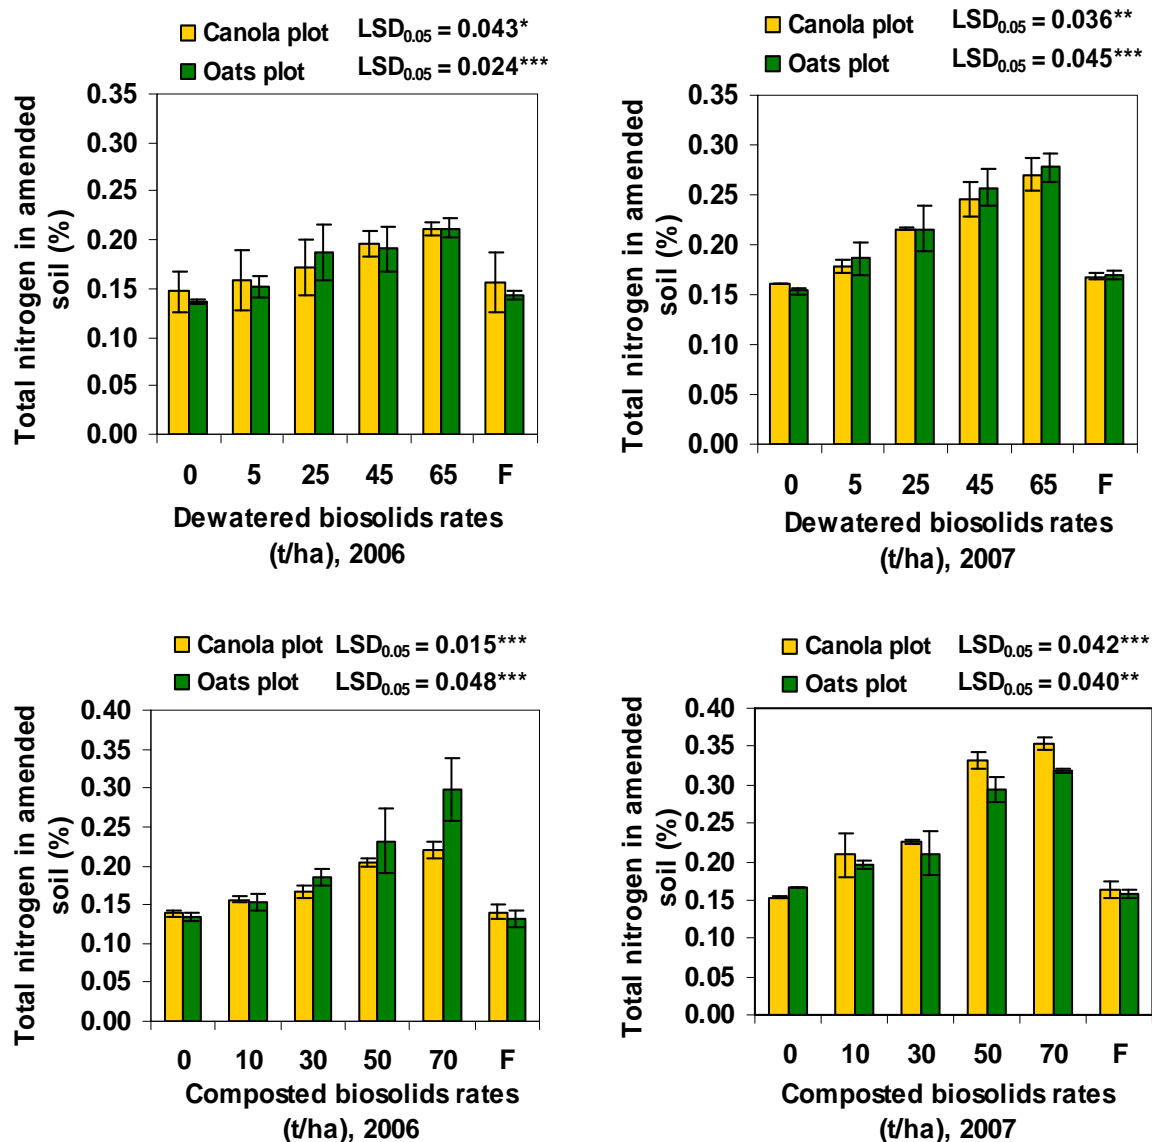 Canola plot LSD0.05 = 0.043*
Oats plot LSD0.05 = 0.024***
Total nitrogen in amended
soil (%)
0.35
0.30
0.25
0.20
0.15
0.10
0.05
0.00
0 5 25 45 65 F
Dewatered biosolids rates
(t/ha), 2006
Canola plot LSD0.05 = 0.036**
Oats plot LSD0.05 = 0.045***
Total nitrogen in amended
soil (%)
0.35
0.30
0.25
0.20
0.15
0.10
0.05
0.00
0 5 25 45 65 F
Dewatered biosolids rates
(t/ha), 2007
Canola plot LSD0.05 = 0.015***
Oats plot LSD0.05 = 0.048***
Total nitrogen in amended
soil (%)
0.40
0.35
0.30
0.25
0.20
0.15
0.10
0.05
0.00
0 10 30 50 70 F
Composted biosolids rates
(t/ha), 2006
Canola plot LSD0.05 = 0.042***
Oats plot LSD0.05 = 0.040**
Total nitrogen in amended
soil (%)
0.40
0.35
0.30
0.25
0.20
0.15
0.10
0.05
0.00
0 10 30 50 70 F
Composted biosolids rates
(t/ha), 2007